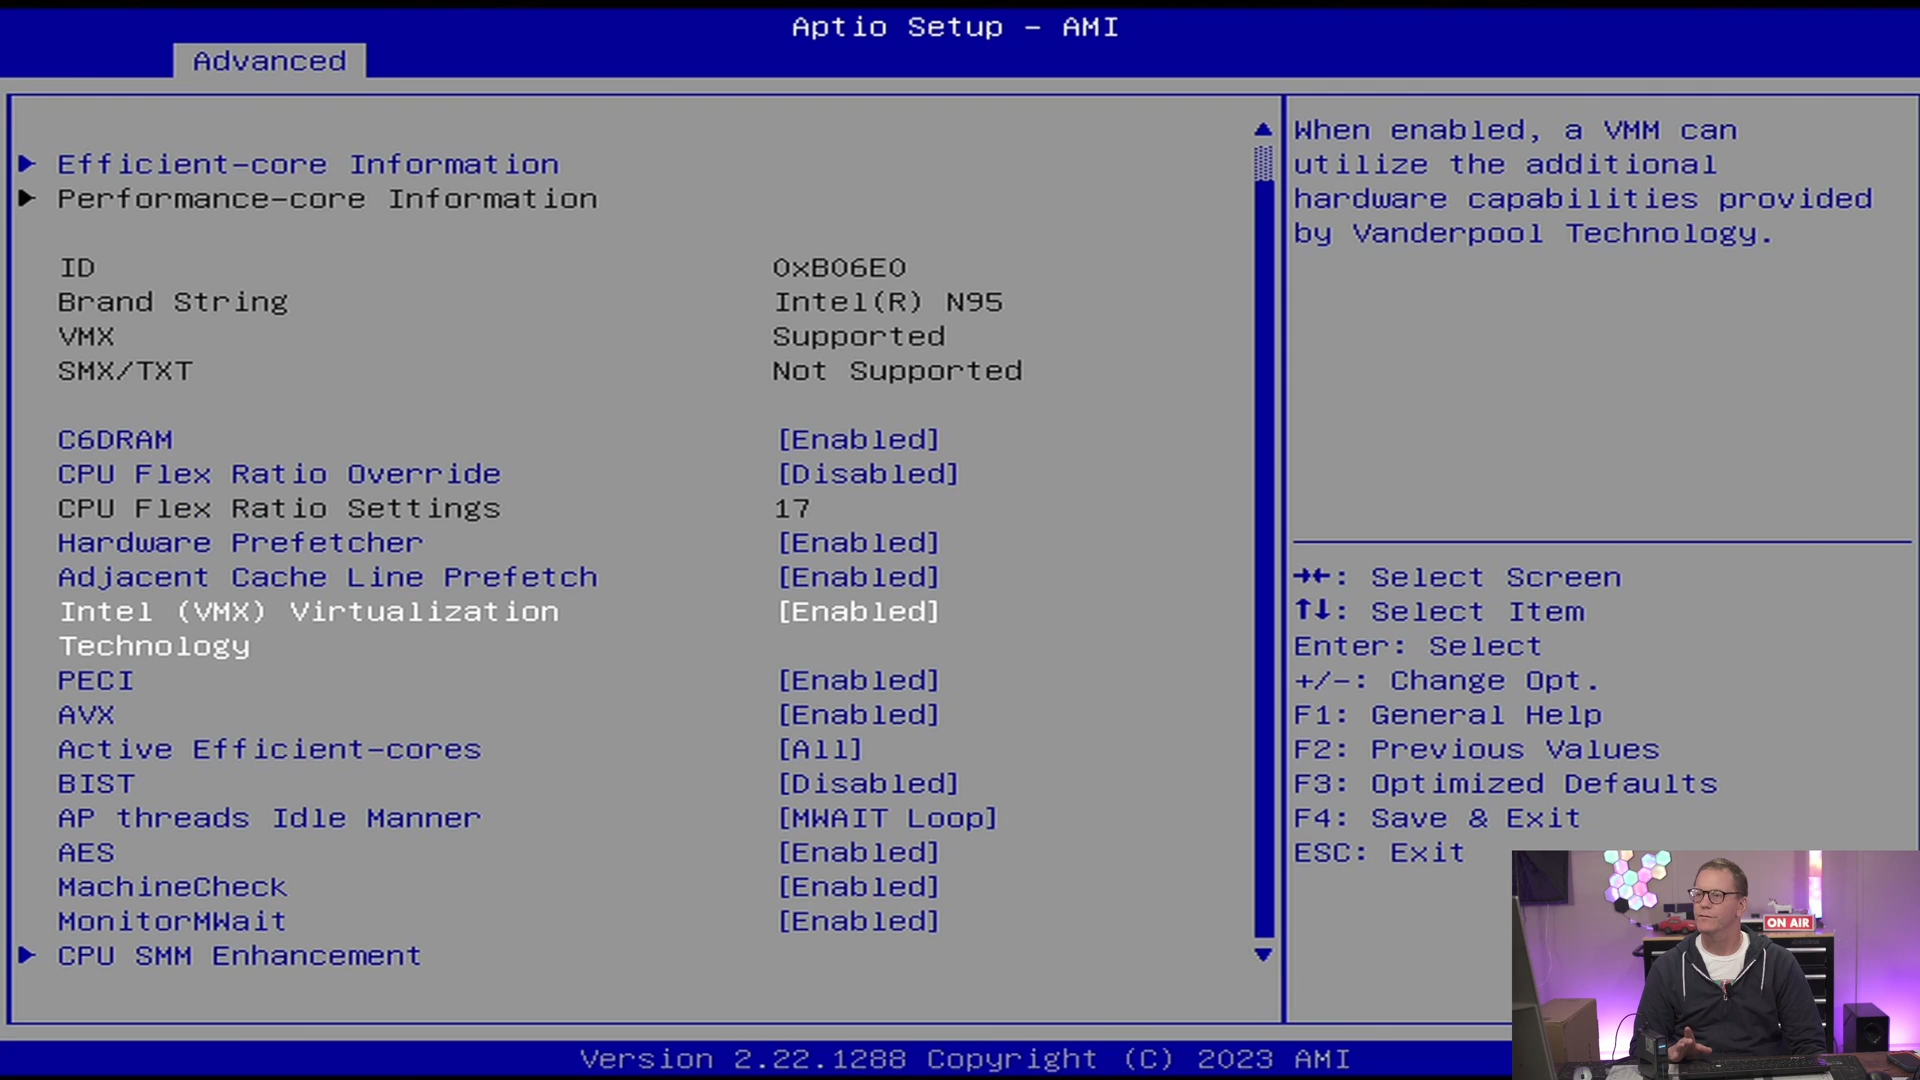 Aptio Setup – AMI
Advanced
Efficient-core Information
Performance-core Information
ID 0xB06E0
Brand String Intel(R) N95
VMX Supported
SMX/TXT Not Supported
C6DRAM [Enabled]
CPU Flex Ratio Override [Disabled]
CPU Flex Ratio Settings 17
Hardware Prefetcher [Enabled]
Adjacent Cache Line Prefetch [Enabled]
Intel (VMX) Virtualization [Enabled]
Technology
PECI [Enabled]
AVX [Enabled]
Active Efficient-cores [All]
BIST [Disabled]
AP threads Idle Manner [MWAIT Loop]
AES [Enabled]
MachineCheck [Enabled]
MonitorMWait [Enabled]
CPU SMM Enhancement
When enabled, a VMM can
utilize the additional
hardware capabilities provided
by Vanderpool Technology.
→←: Select Screen
↑↓: Select Item
Enter: Select
+/-: Change Opt.
F1: General Help
F2: Previous Values
F3: Optimized Defaults
F4: Save & Exit
ESC: Exit
ON AIR
Version 2.22.1288 Copyright (C) 2023 AMI